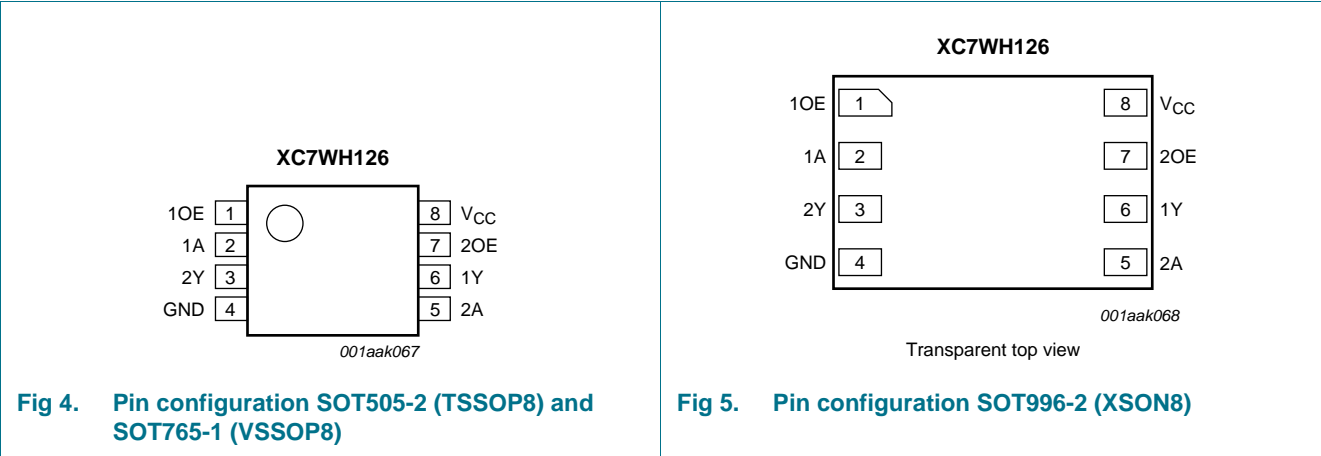 XC7WH126
1OE 1 8 VCC
1A 2 7 2OE
2Y 3 6 1Y
GND 4 5 2A
001aak067
Fig 4. Pin configuration SOT505-2 (TSSOP8) and
SOT765-1 (VSSOP8)
XC7WH126
1OE 1 8 VCC
1A 2 7 2OE
2Y 3 6 1Y
GND 4 5 2A
001aak068
Transparent top view
Fig 5. Pin configuration SOT996-2 (XSON8)